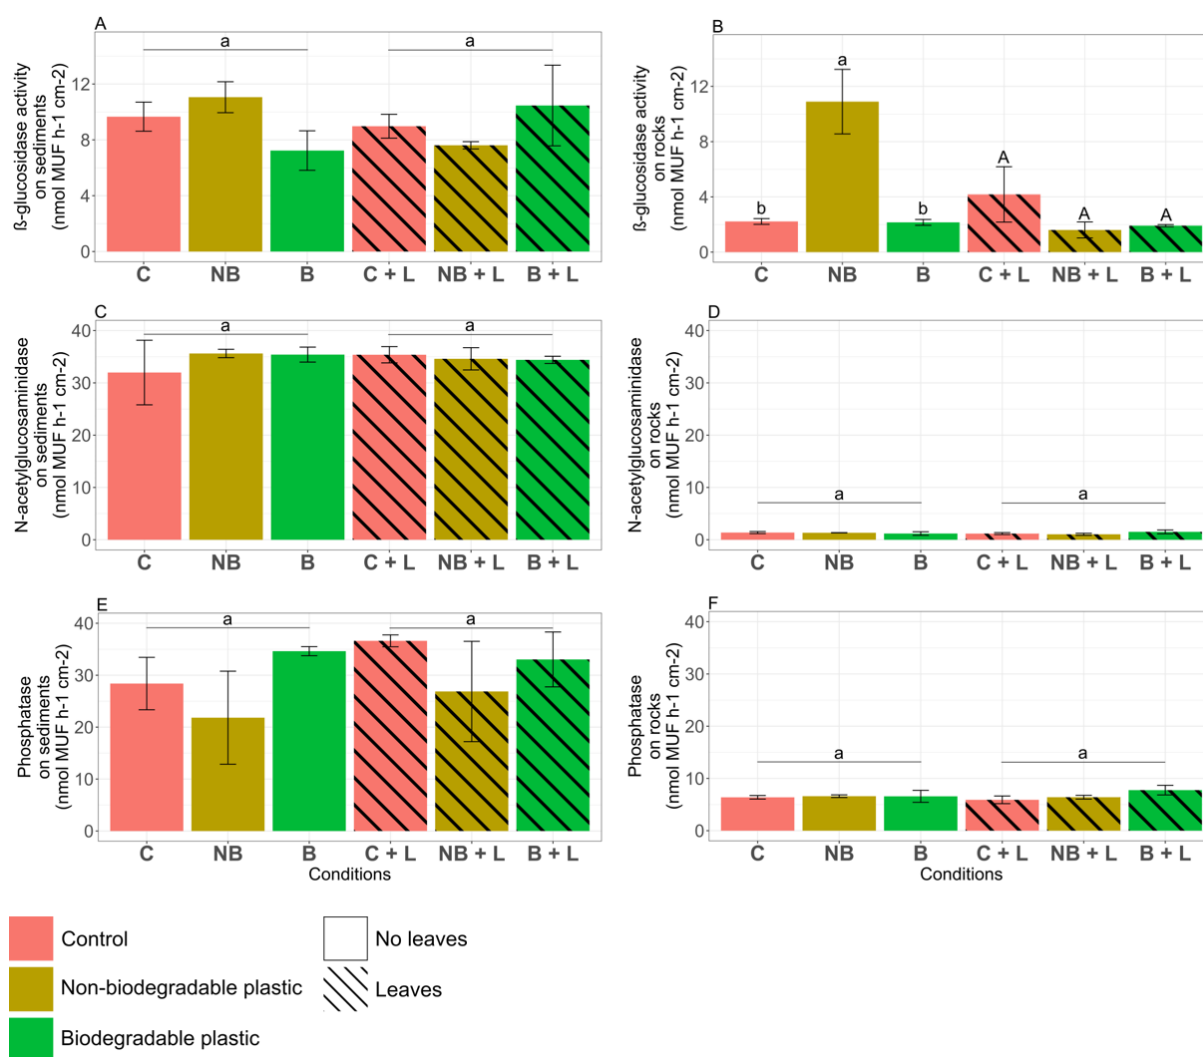 A
ß-glucosidase activity
on sediments
(nmol MUF h-1 cm-2)
12
8
4
0
a
a
C NB B C + L NB + L B + L
B
ß-glucosidase activity
on rocks
(nmol MUF h-1 cm-2)
12
8
4
0
b a b A A A
C NB B C + L NB + L B + L
C
N-acetylglucosaminidase
on sediments
(nmol MUF h-1 cm-2)
40
30
20
10
0
a
a
C NB B C + L NB + L B + L
D
N-acetylglucosaminidase
on rocks
(nmol MUF h-1 cm-2)
40
30
20
10
0
a
a
C NB B C + L NB + L B + L
E
Phosphatase
on sediments
(nmol MUF h-1 cm-2)
40
30
20
10
0
a
a
C NB B C + L NB + L B + L
Conditions
F
Phosphatase
on rocks
(nmol MUF h-1 cm-2)
40
30
20
10
0
a
a
C NB B C + L NB + L B + L
Conditions
Control
Non-biodegradable plastic
Biodegradable plastic
No leaves
Leaves